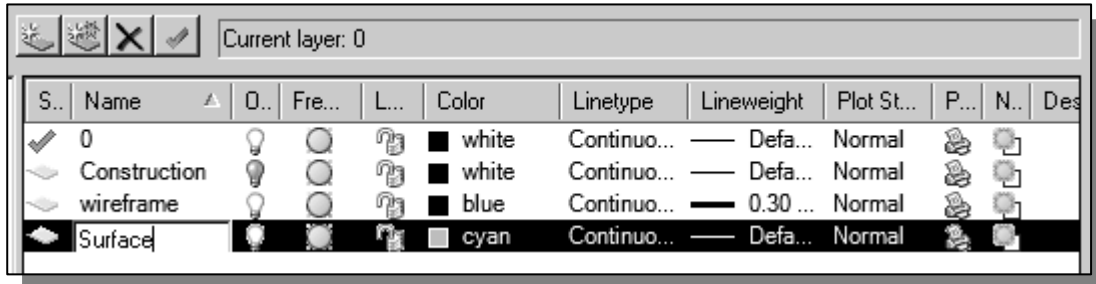 Current layer: 0
S.. Name O.. Fre... L... Color Linetype Lineweight Plot St... P... N.. Des
0 white Continuo... Defa... Normal
Construction white Continuo... Defa... Normal
wireframe blue Continuo... 0.30 ... Normal
Surface cyan Continuo... Defa... Normal